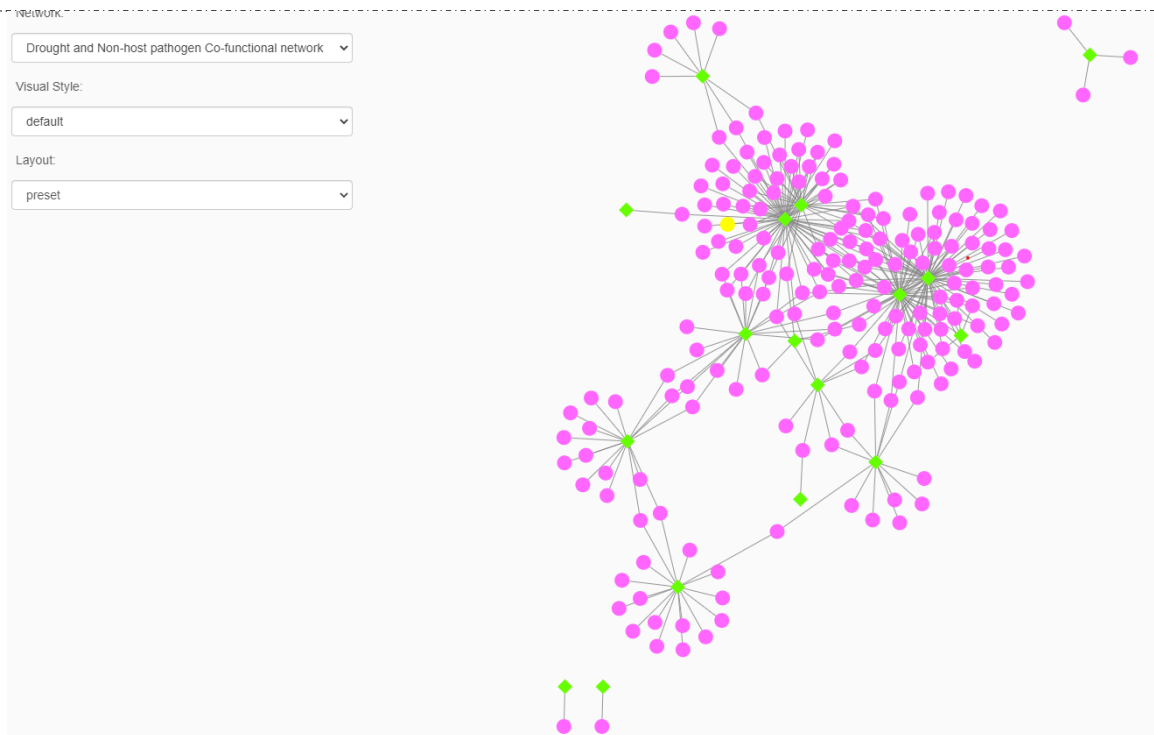 Network:
Drought and Non-host pathogen Co-functional network
Visual Style:
default
Layout:
preset